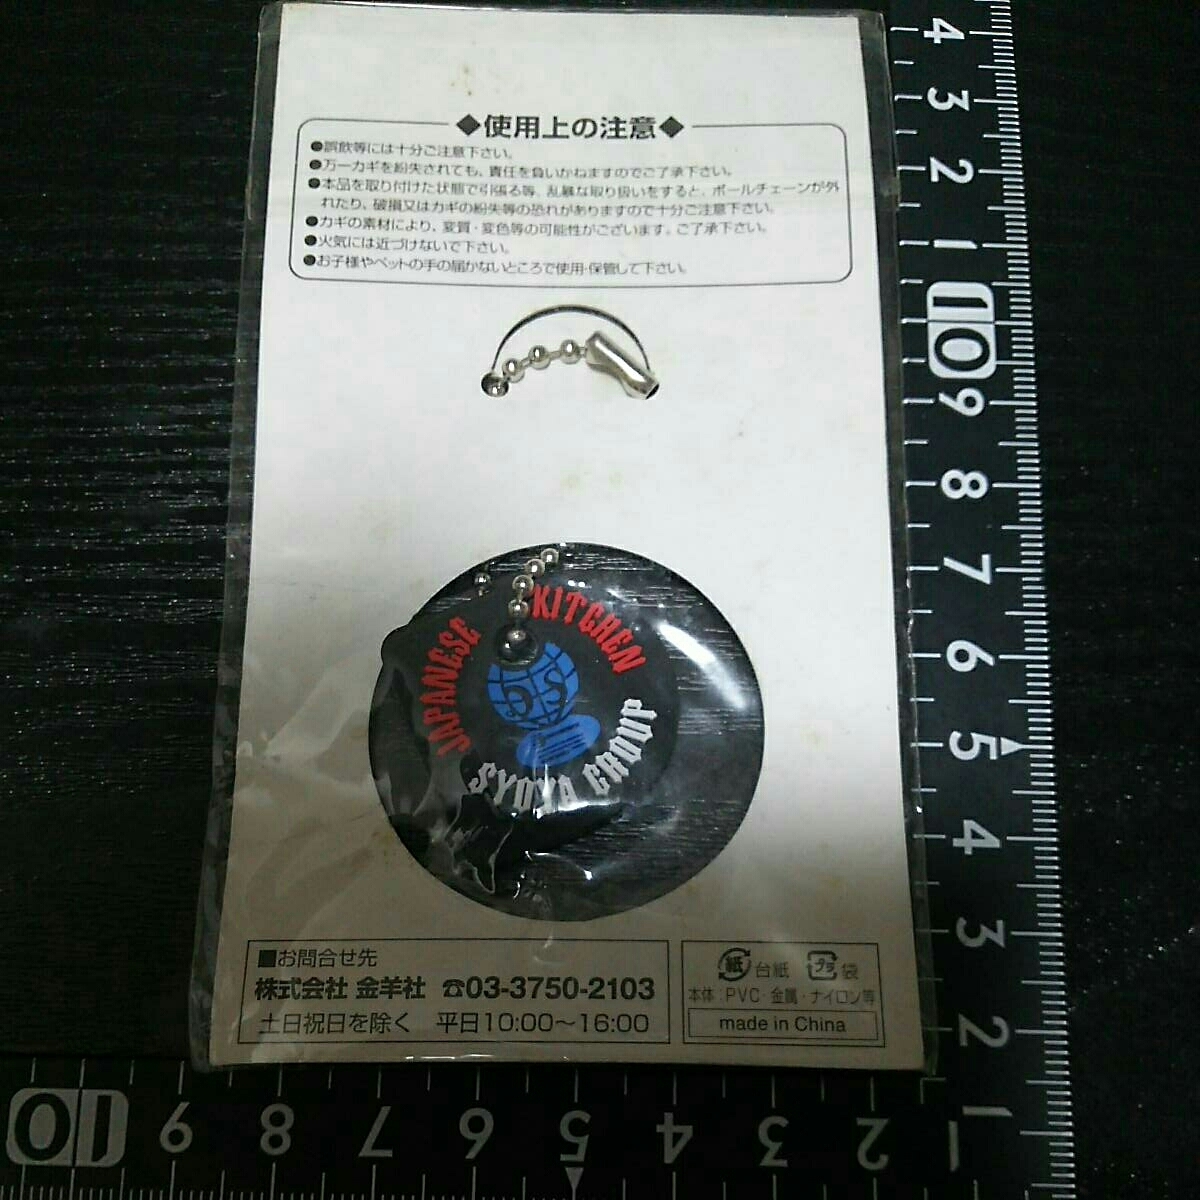 ◆使用上の注意◆
●誤飲等には十分ご注意下さい。
●万一カギを紛失されても、責任を負いかねますのでご了承下さい。
●本品を取り付けた状態で引張る等、乱暴な取り扱いをすると、ボールチェーンが外
れたり、破損又はカギの紛失等の恐れがありますので十分ご注意下さい。
●カギの素材により、変質・変色等の可能性がございます。ご了承下さい。
●火気には近づけないで下さい。
●お子様やペットの手の届かないところで使用・保管して下さい。
JAPANESE KITCHEN
SYOYA GROUP
■お問合せ先
株式会社 金羊社 ☎03-3750-2103
土日祝日を除く 平日10:00〜16:00
紙 台紙 プラ 袋
本体：PVC・金属・ナイロン等
made in China
4
3
2
1
10
9
8
7
6
5
4
3
2
1
10 9 8 7 6 5 4 3 2 1